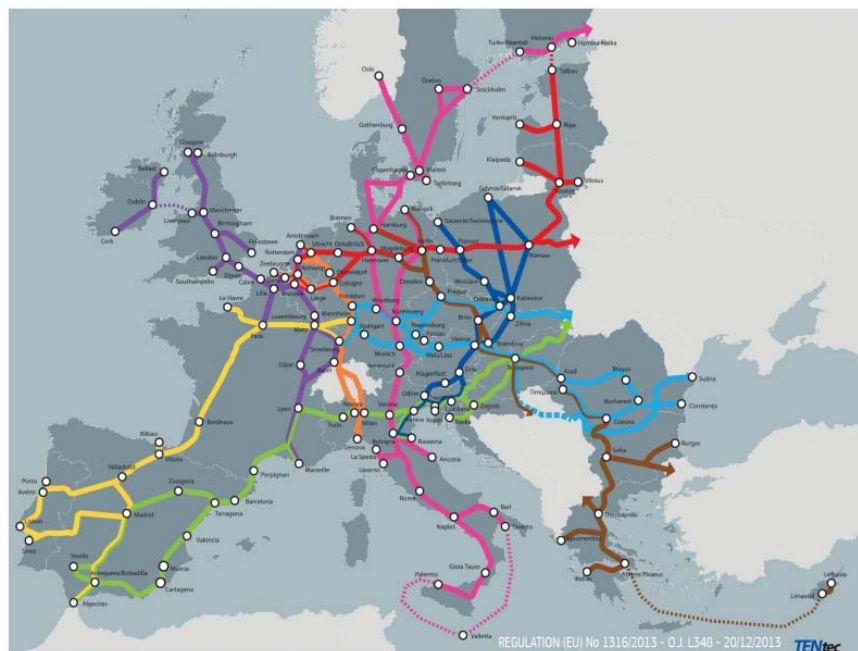 Helsinki
Turku/Naantali
Hamina/Kotka
Oslo
Tallinn
Örebro
Stockholm
Gothenburg
Ventspils
Riga
Glasgow
Edinburgh
Copenhagen
Malmö
Klaipeda
Belfast
Trelleborg
Vilnius
Kaunas
Gdynia/Gdansk
Dublin
Manchester
Bremen
Rostock
Liverpool
Hamburg
Szczecin/Swinoujscie
Birmingham
Cork
Amsterdam
Felixstowe
Utrecht
Osnabrück
Magdeburg
Berlin
Poznan
London
Rotterdam
Hannover
Frankfurt/Oder
Warsaw
Zeebrugge
Antwerp
Southampton
Dover
Calais
Düsseldorf
Cologne
Dresden
Wroclaw
Lille
Brussels
Liège
Prague
Katowice
Le Havre
Frankfurt
Ostrava
Luxembourg
Mannheim
Würzburg
Nuremberg
Brno
Zilina
Metz
Paris
Stuttgart
Regensburg
Passau
Strasbourg
Vienna
Bratislava
Munich
Wels/Linz
Dijon
Basel
Innsbruck
Budapest
Klagenfurt
Graz
Arad
Brasov
Sulina
Udine
Timisoara
Lyon
Novara
Verona
Ljubljana
Zagreb
Bucharest
Constanta
Turin
Milan
Koper
Rijeka
Bordeaux
Craiova
Genova
Bologna
Ravenna
Bilbao
La Spezia
Ancona
Sofia
Burgas
Marseille
Livorno
Vitoria
Perpignan
Valladolid
Porto
Zaragoza
Rome
Aveiro
Barcelona
Bari
Madrid
Tarragona
Naples
Taranto
Thessaloniki
Lisbon
Sines
Valencia
Igoumenitsa
Seville
Murcia
Palermo
Gioia Tauro
Patras
Athens/Piraeus
Lefkosia
Antequera/Bobadilla
Cartagena
Limassol
Algeciras
Valletta
REGULATION (EU) No 1316/2013 - O.J. L348 - 20/12/2013
TENtec